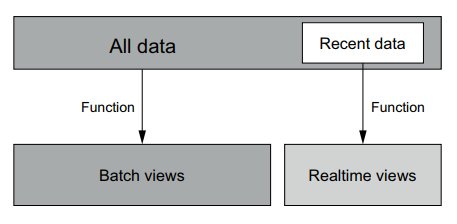 All data
Recent data
Function
Function
Batch views
Realtime views